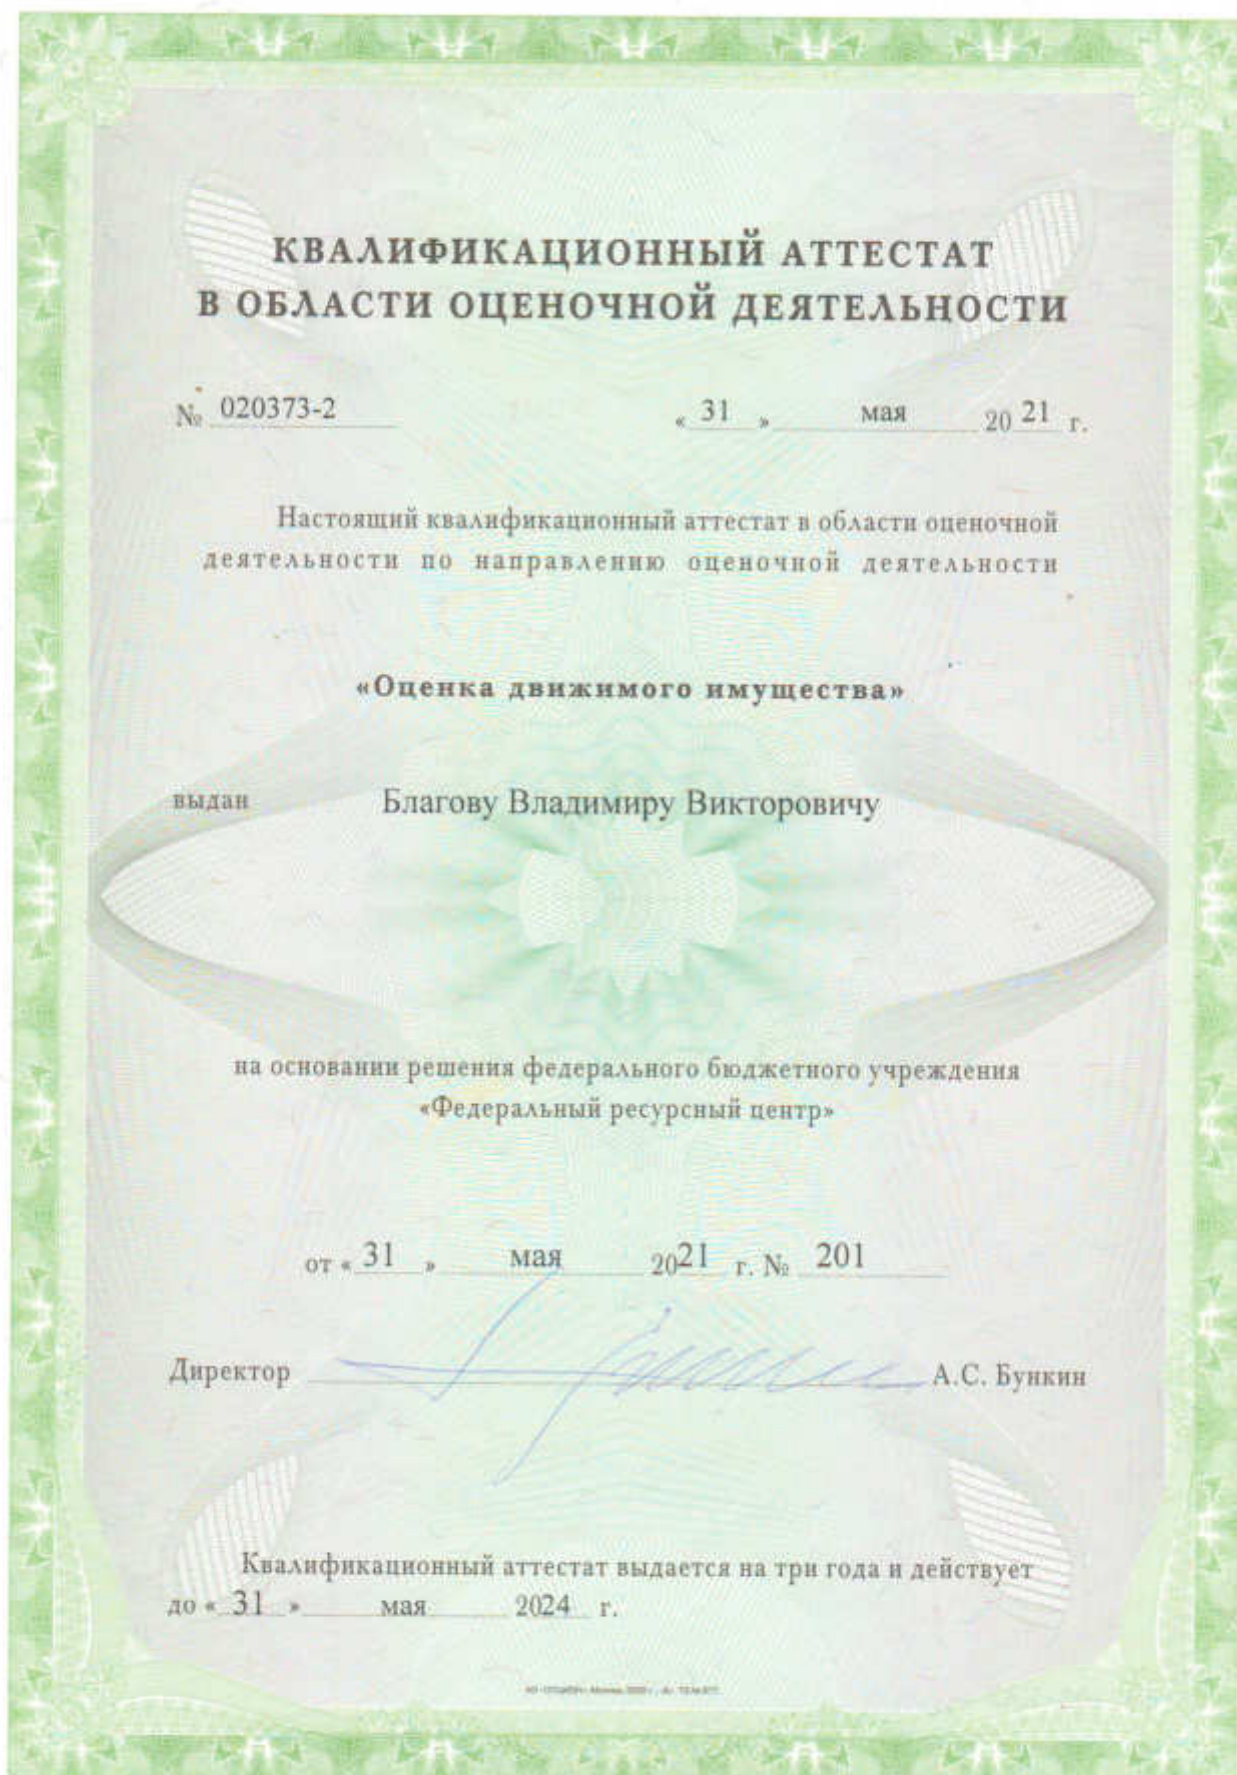 КВАЛИФИКАЦИОННЫЙ АТТЕСТАТ
В ОБЛАСТИ ОЦЕНОЧНОЙ ДЕЯТЕЛЬНОСТИ
№ 020373-2 « 31 » мая 20 21 г.
Настоящий квалификационный аттестат в области оценочной
деятельности по направлению оценочной деятельности
«Оценка движимого имущества»
выдан Благову Владимиру Викторовичу
на основании решения федерального бюджетного учреждения
«Федеральный ресурсный центр»
от « 31 » мая 2021 г. № 201
Директор А.С. Бункин
Квалификационный аттестат выдается на три года и действует
до « 31 » мая 2024 г.